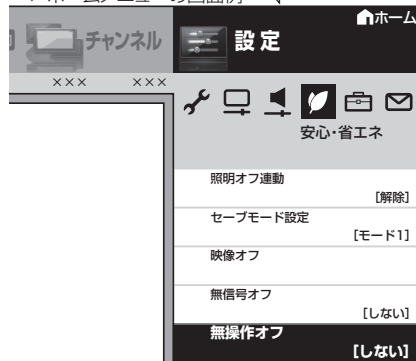 ホーム
チャンネル
設定
××× ×××
安心・省エネ
照明オフ連動
[解除]
セーブモード設定
[モード1]
映像オフ
無信号オフ
[しない]
無操作オフ
[しない]